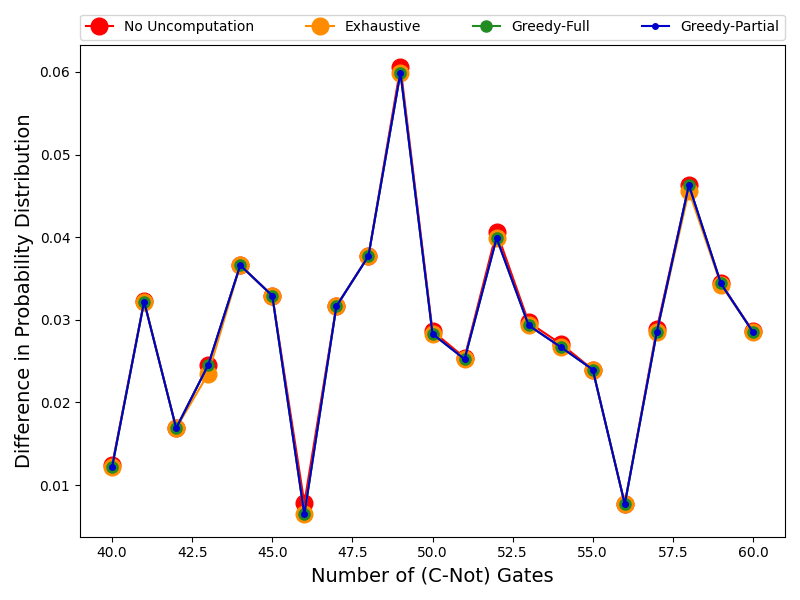 No Uncomputation Exhaustive Greedy-Full Greedy-Partial
0.06
0.05
0.04
0.03
0.02
0.01
Difference in Probability Distribution
40.0 42.5 45.0 47.5 50.0 52.5 55.0 57.5 60.0
Number of (C-Not) Gates